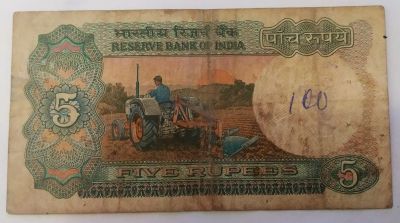 भारतीय रिज़र्व बैंक
RESERVE BANK OF INDIA
पाँच रुपये
5
100
FIVE RUPEES
5